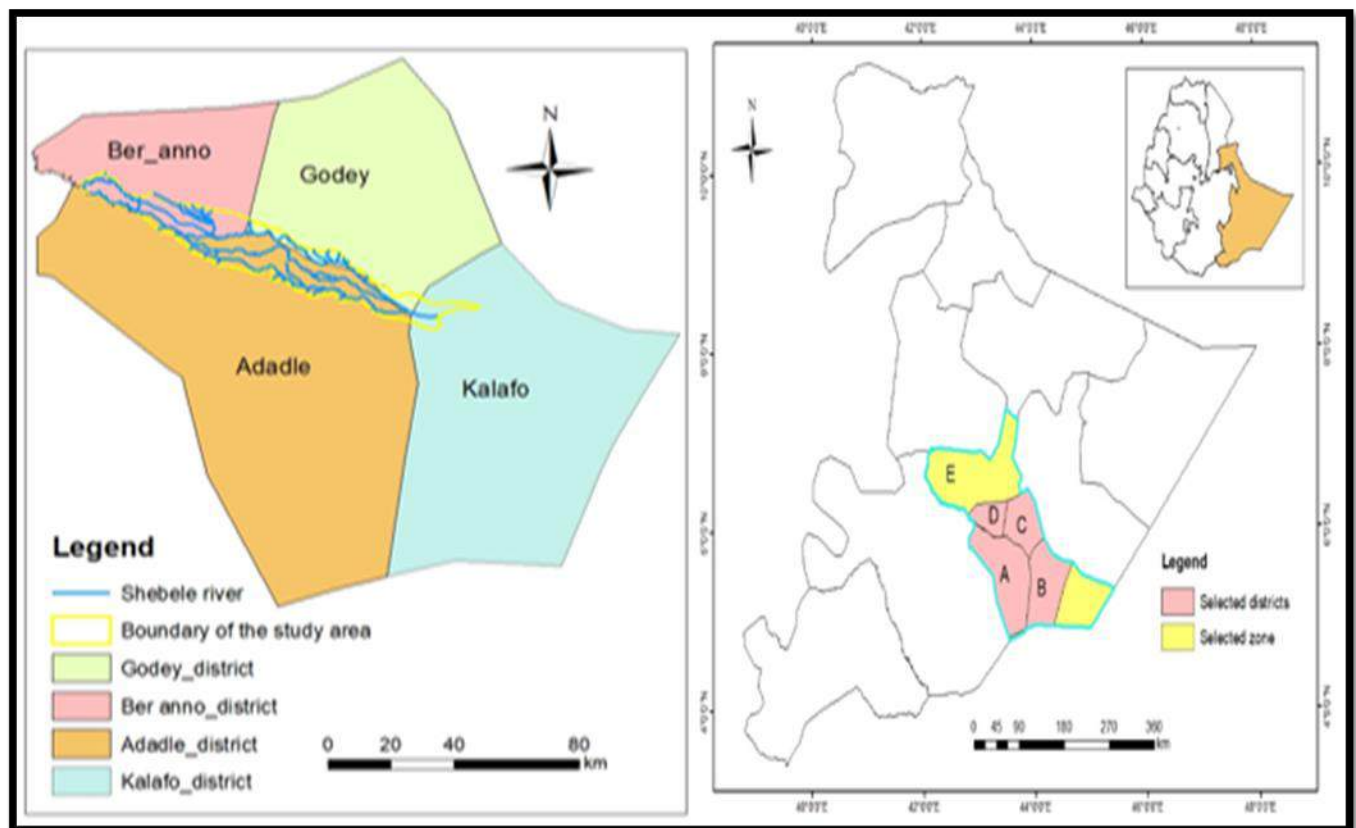 N
Ber_anno
Godey
Adadle
Kalafo
Legend
Shebele river
Boundary of the study area
Godey_district
Ber anno_district
Adadle_district
Kalafo_district
0 20 40 80
km
N
E
D
C
A
B
Legend
Selected districts
Selected zone
0 45 90 180 270 360
km